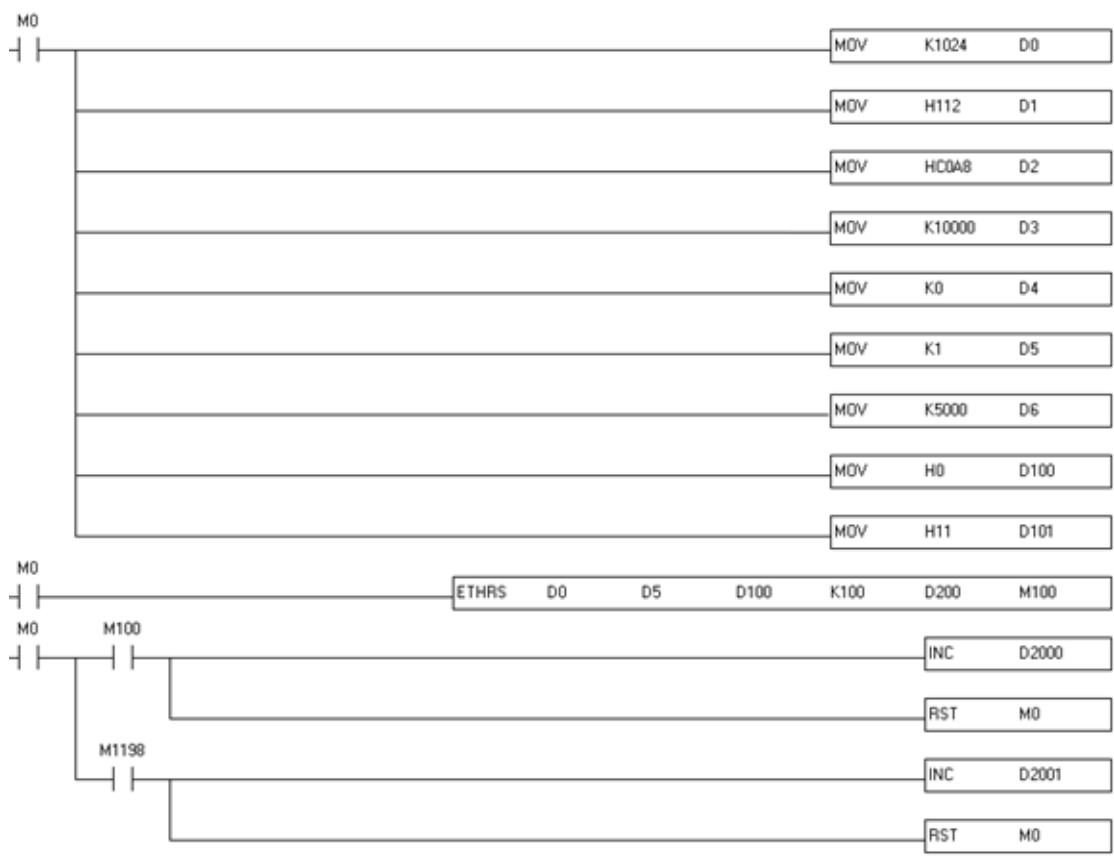 M0
MOV K1024 D0
MOV H112 D1
MOV HC0A8 D2
MOV K10000 D3
MOV K0 D4
MOV K1 D5
MOV K5000 D6
MOV H0 D100
MOV H11 D101
M0
ETHRS D0 D5 D100 K100 D200 M100
M0 M100
INC D2000
RST M0
M1198
INC D2001
RST M0